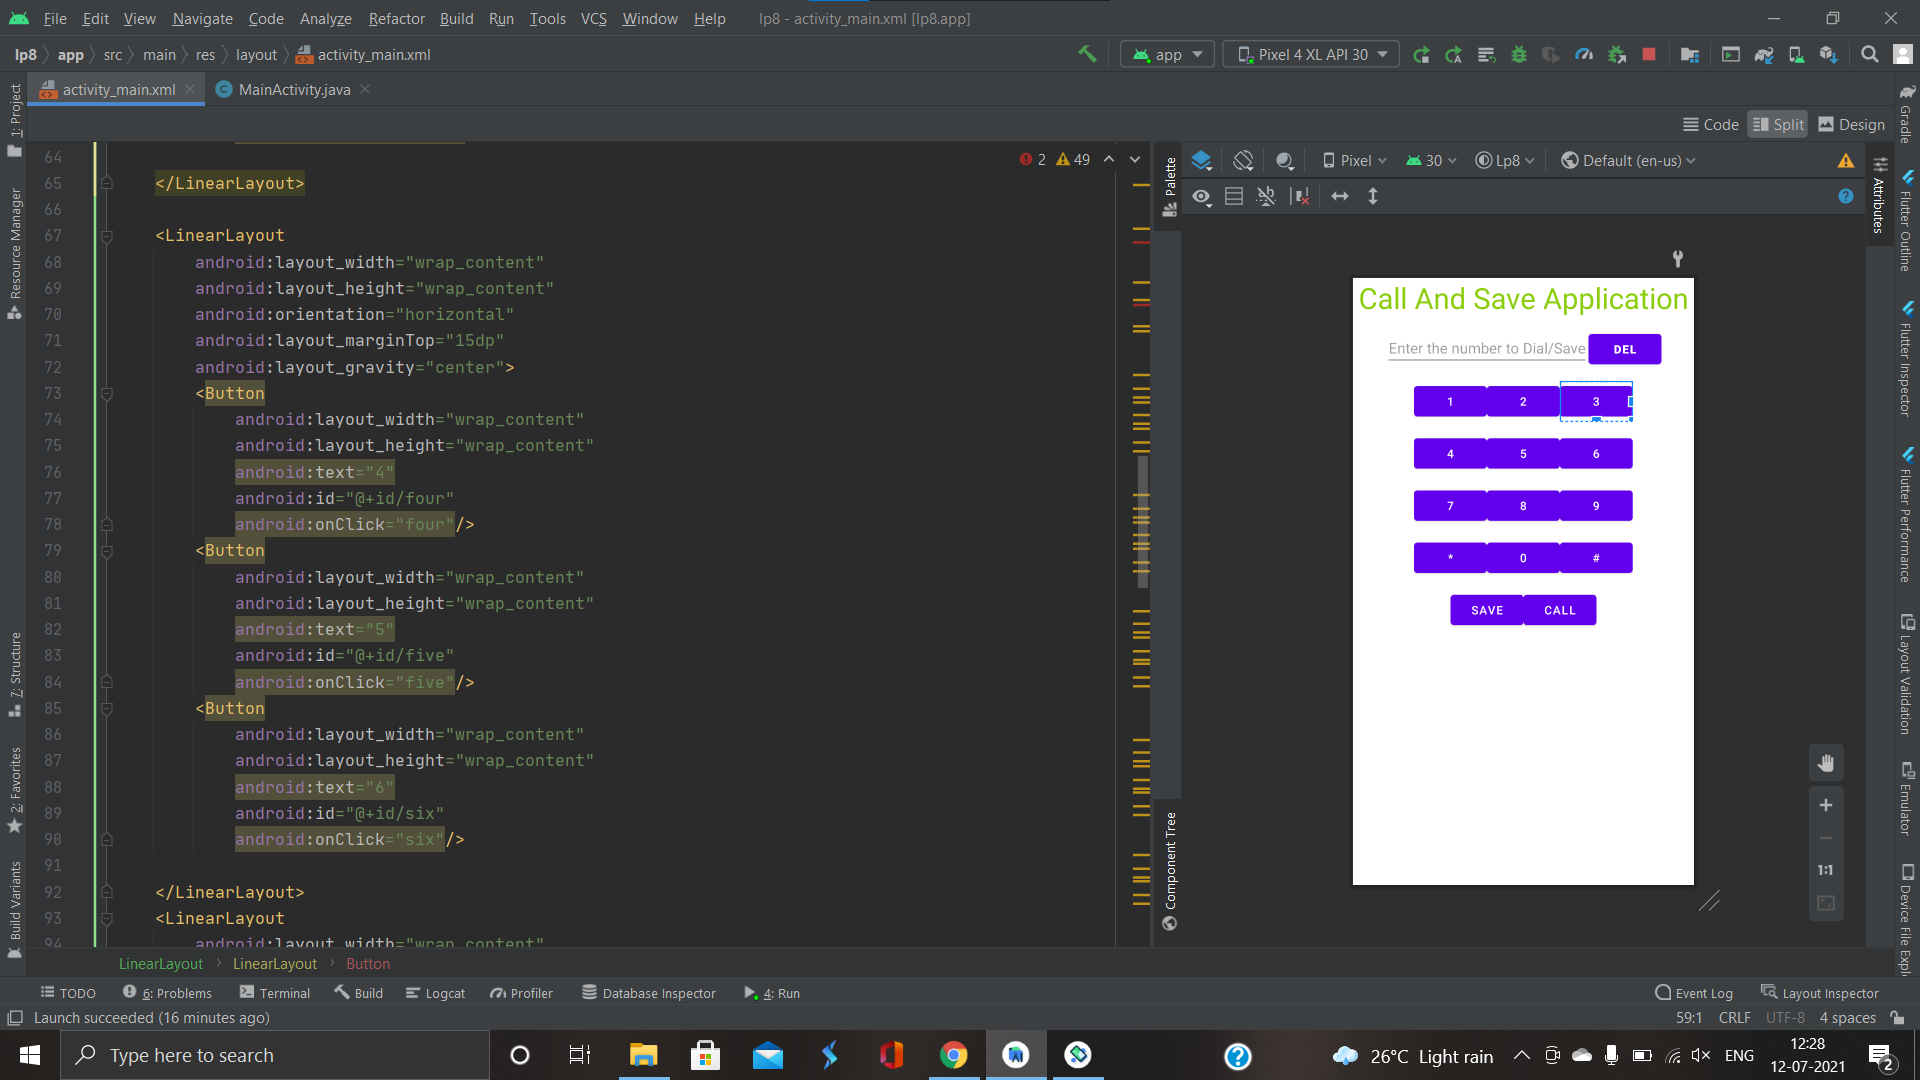 File Edit View Navigate Code Analyze Refactor Build Run Tools VCS Window Help lp8 - activity_main.xml [lp8.app]
lp8 app src main res layout activity_main.xml app Pixel 4 XL API 30
activity_main.xml MainActivity.java
Code Split Design
2 49
Pixel 30 Lp8 Default (en-us)
64
65 </LinearLayout>
66
67 <LinearLayout
68 android:layout_width="wrap_content"
69 android:layout_height="wrap_content"
70 android:orientation="horizontal"
71 android:layout_marginTop="15dp"
72 android:layout_gravity="center">
73 <Button
74 android:layout_width="wrap_content"
75 android:layout_height="wrap_content"
76 android:text="4"
77 android:id="@+id/four"
78 android:onClick="four"/>
79 <Button
80 android:layout_width="wrap_content"
81 android:layout_height="wrap_content"
82 android:text="5"
83 android:id="@+id/five"
84 android:onClick="five"/>
85 <Button
86 android:layout_width="wrap_content"
87 android:layout_height="wrap_content"
88 android:text="6"
89 android:id="@+id/six"
90 android:onClick="six"/>
91
92 </LinearLayout>
93 <LinearLayout
94 android:layout_width="wrap_content"
LinearLayout LinearLayout Button
1: Project
Resource Manager
7: Structure
2: Favorites
Build Variants
Palette
Component Tree
Call And Save Application
Enter the number to Dial/Save DEL
1 2 3
4 5 6
7 8 9
* 0 #
SAVE CALL
1:1
Attributes
Gradle
Flutter Outline
Flutter Inspector
Flutter Performance
Layout Validation
Emulator
Device File Expl
TODO 6: Problems Terminal Build Logcat Profiler Database Inspector 4: Run Event Log Layout Inspector
Launch succeeded (16 minutes ago) 59:1 CRLF UTF-8 4 spaces
Type here to search 26°C Light rain ENG 12:28
12-07-2021 2